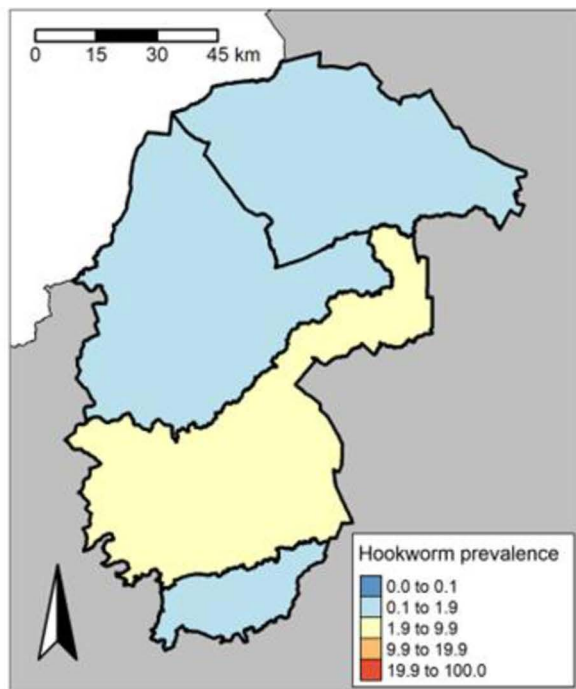 0 15 30 45 km
Hookworm prevalence
0.0 to 0.1
0.1 to 1.9
1.9 to 9.9
9.9 to 19.9
19.9 to 100.0